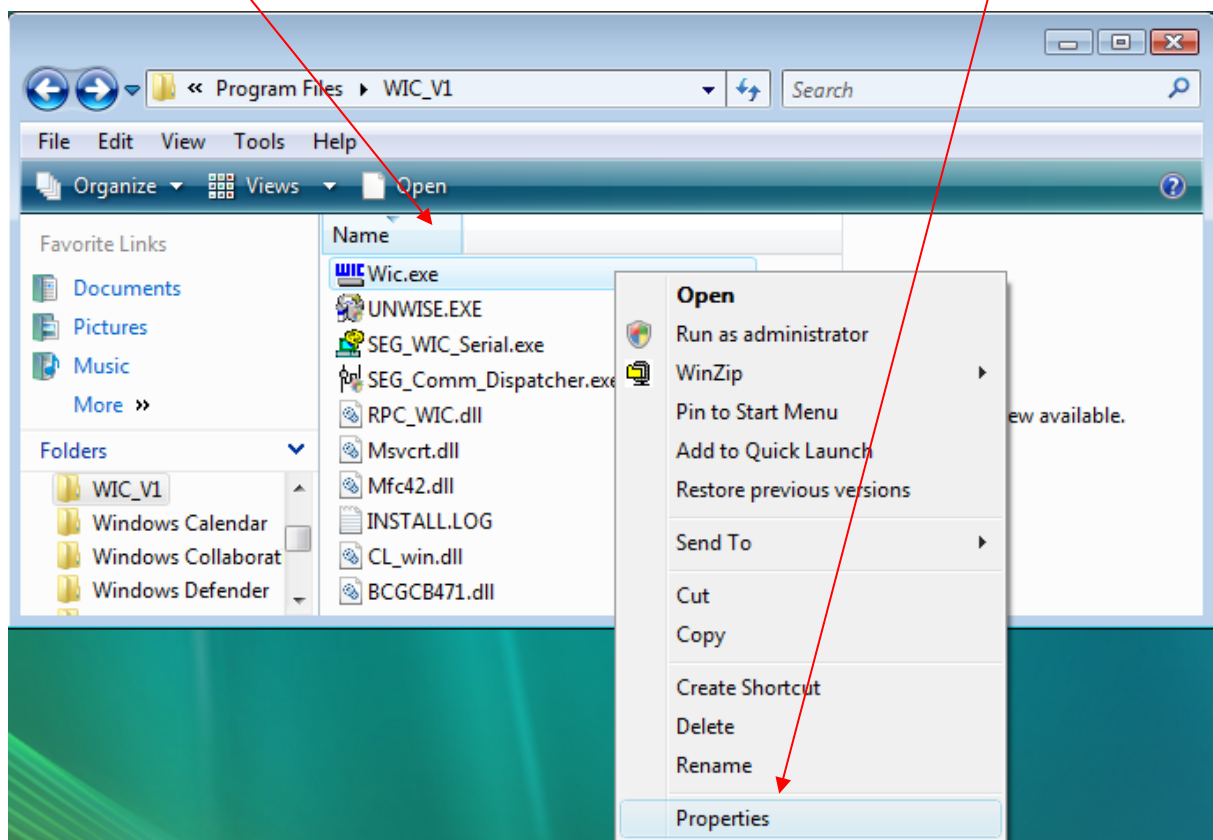 « Program Files ▸ WIC_V1
Search
File Edit View Tools Help
Organize Views Open
Favorite Links
Documents
Pictures
Music
More »
Folders
WIC_V1
Windows Calendar
Windows Collaborat
Windows Defender
Name
WIC Wic.exe
UNWISE.EXE
SEG_WIC_Serial.exe
SEG_Comm_Dispatcher.exe
RPC_WIC.dll
Msvcrt.dll
Mfc42.dll
INSTALL.LOG
CL_win.dll
BCGCB471.dll
Open
Run as administrator
WinZip
Pin to Start Menu
Add to Quick Launch
Restore previous versions
Send To
Cut
Copy
Create Shortcut
Delete
Rename
Properties
ew available.